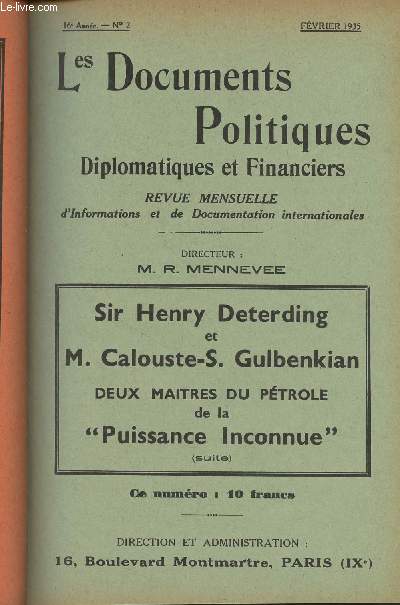 www.le-livre.com
16e Année. — N° 2
FÉVRIER 1935
Les Documents
Politiques
Diplomatiques et Financiers
REVUE MENSUELLE
d'Informations et de Documentation internationales
DIRECTEUR :
M. R. MENNEVEE
Sir Henry Deterding
et
M. Calouste-S. Gulbenkian
DEUX MAITRES DU PÉTROLE
de la
“Puissance Inconnue”
(suite)
Ce numéro : 10 francs
DIRECTION ET ADMINISTRATION :
16, Boulevard Montmartre, PARIS (IXe)